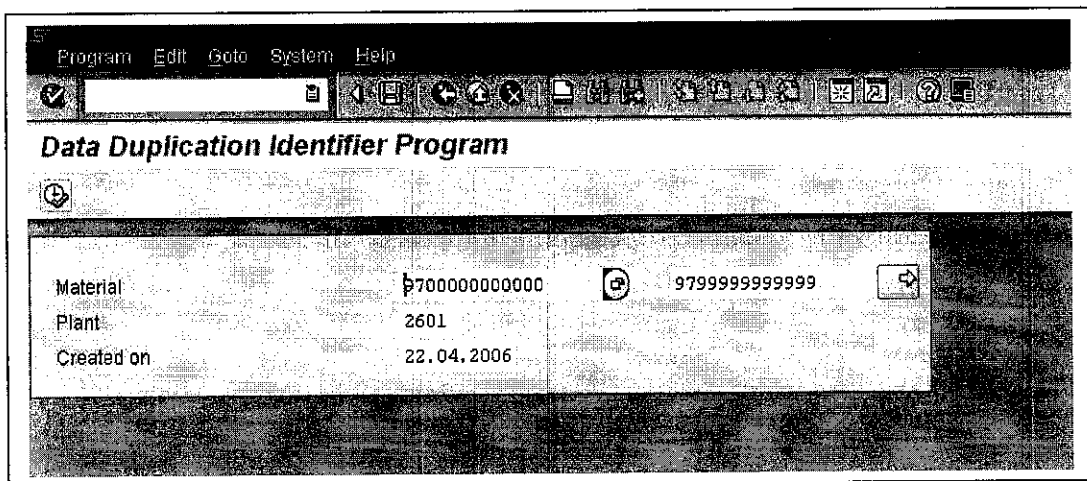 Program Edit Goto System Help
Data Duplication Identifier Program
Material 9700000000000 9799999999999
Plant 2601
Created on 22.04.2006